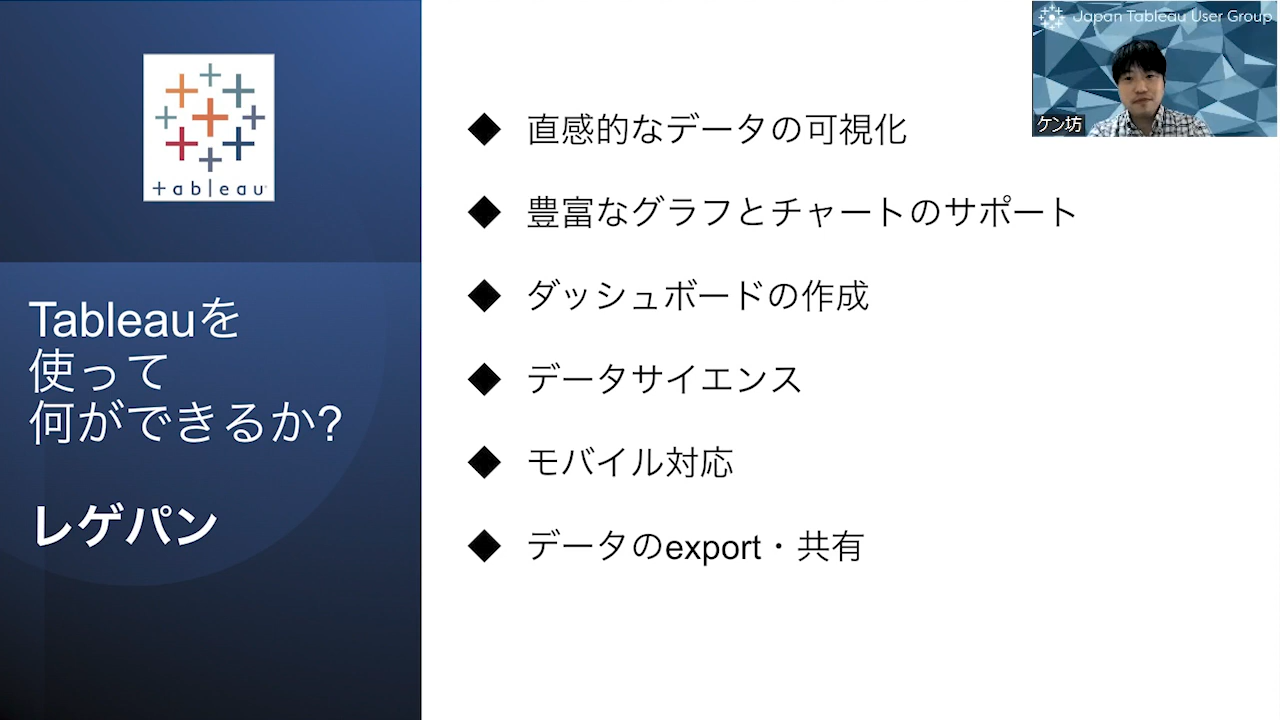 tableau
Tableauを
使って
何ができるか?
レゲパン
◆ 直感的なデータの可視化
◆ 豊富なグラフとチャートのサポート
◆ ダッシュボードの作成
◆ データサイエンス
◆ モバイル対応
◆ データのexport・共有
Japan Tableau User Group
ケン坊